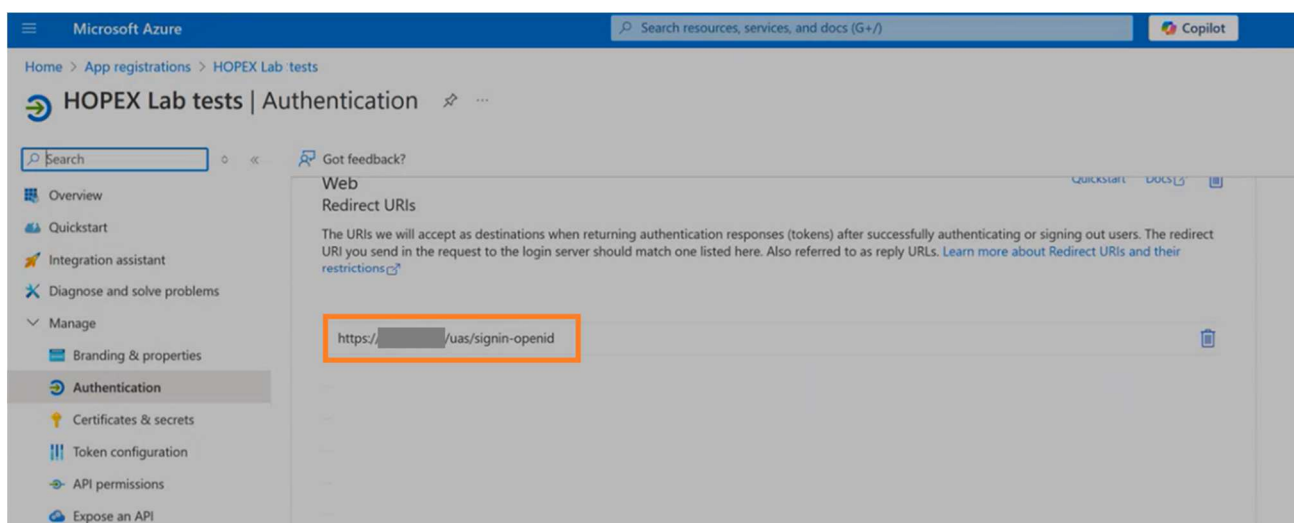 Microsoft Azure
Search resources, services, and docs (G+/)
Copilot
Home > App registrations > HOPEX Lab tests
HOPEX Lab tests | Authentication
Search
Got feedback?
Overview
Quickstart
Integration assistant
Diagnose and solve problems
Manage
Branding & properties
Authentication
Certificates & secrets
Token configuration
API permissions
Expose an API
Web
Quickstart
Docs
Redirect URIs
The URIs we will accept as destinations when returning authentication responses (tokens) after successfully authenticating or signing out users. The redirect
URI you send in the request to the login server should match one listed here. Also referred to as reply URLs. Learn more about Redirect URIs and their
restrictions
https:// /uas/signin-openid